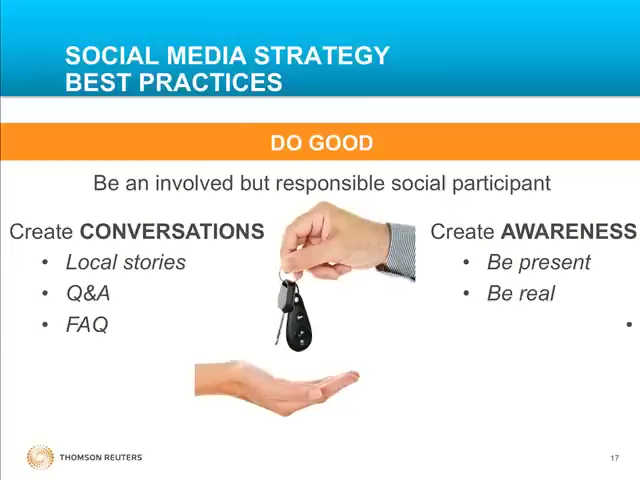 SOCIAL MEDIA STRATEGY
BEST PRACTICES
DO GOOD
Be an involved but responsible social participant
Create CONVERSATIONS
• Local stories
• Q&A
• FAQ
Create AWARENESS
• Be present
• Be real
•
THOMSON REUTERS
17